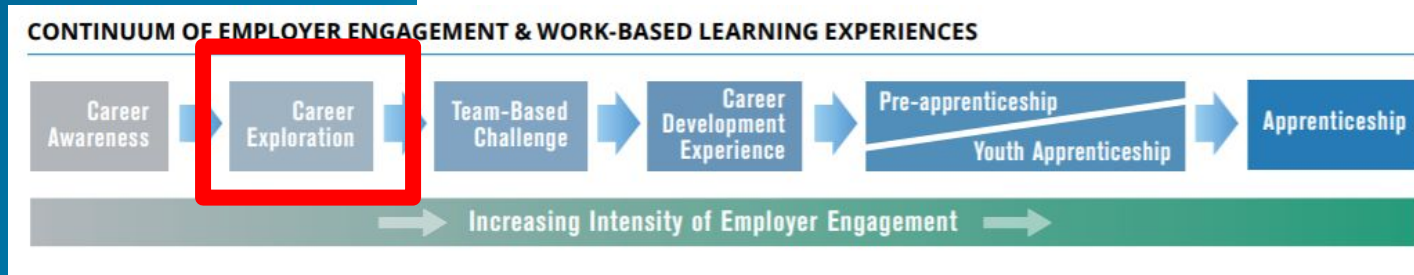 CONTINUUM OF EMPLOYER ENGAGEMENT & WORK-BASED LEARNING EXPERIENCES
Career
Awareness
Career
Exploration
Team-Based
Challenge
Career
Development
Experience
Pre-apprenticeship
Youth Apprenticeship
Apprenticeship
Increasing Intensity of Employer Engagement